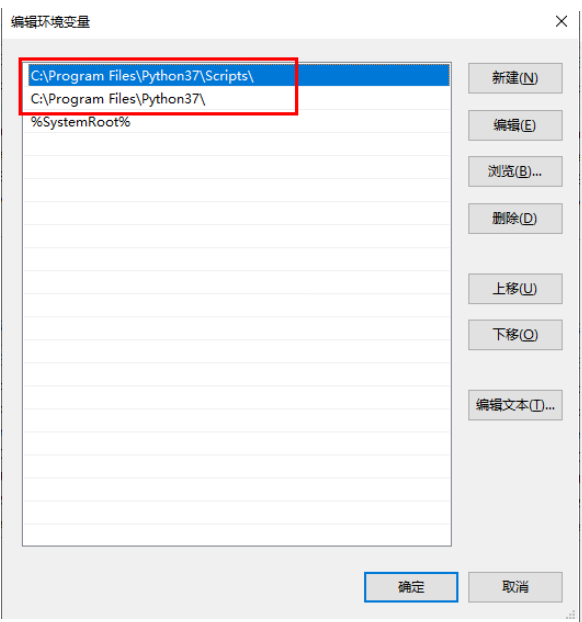 编辑环境变量
C:\Program Files\Python37\Scripts\
C:\Program Files\Python37\
%SystemRoot%
新建(N)
编辑(E)
浏览(B)...
删除(D)
上移(U)
下移(O)
编辑文本(T)...
确定
取消